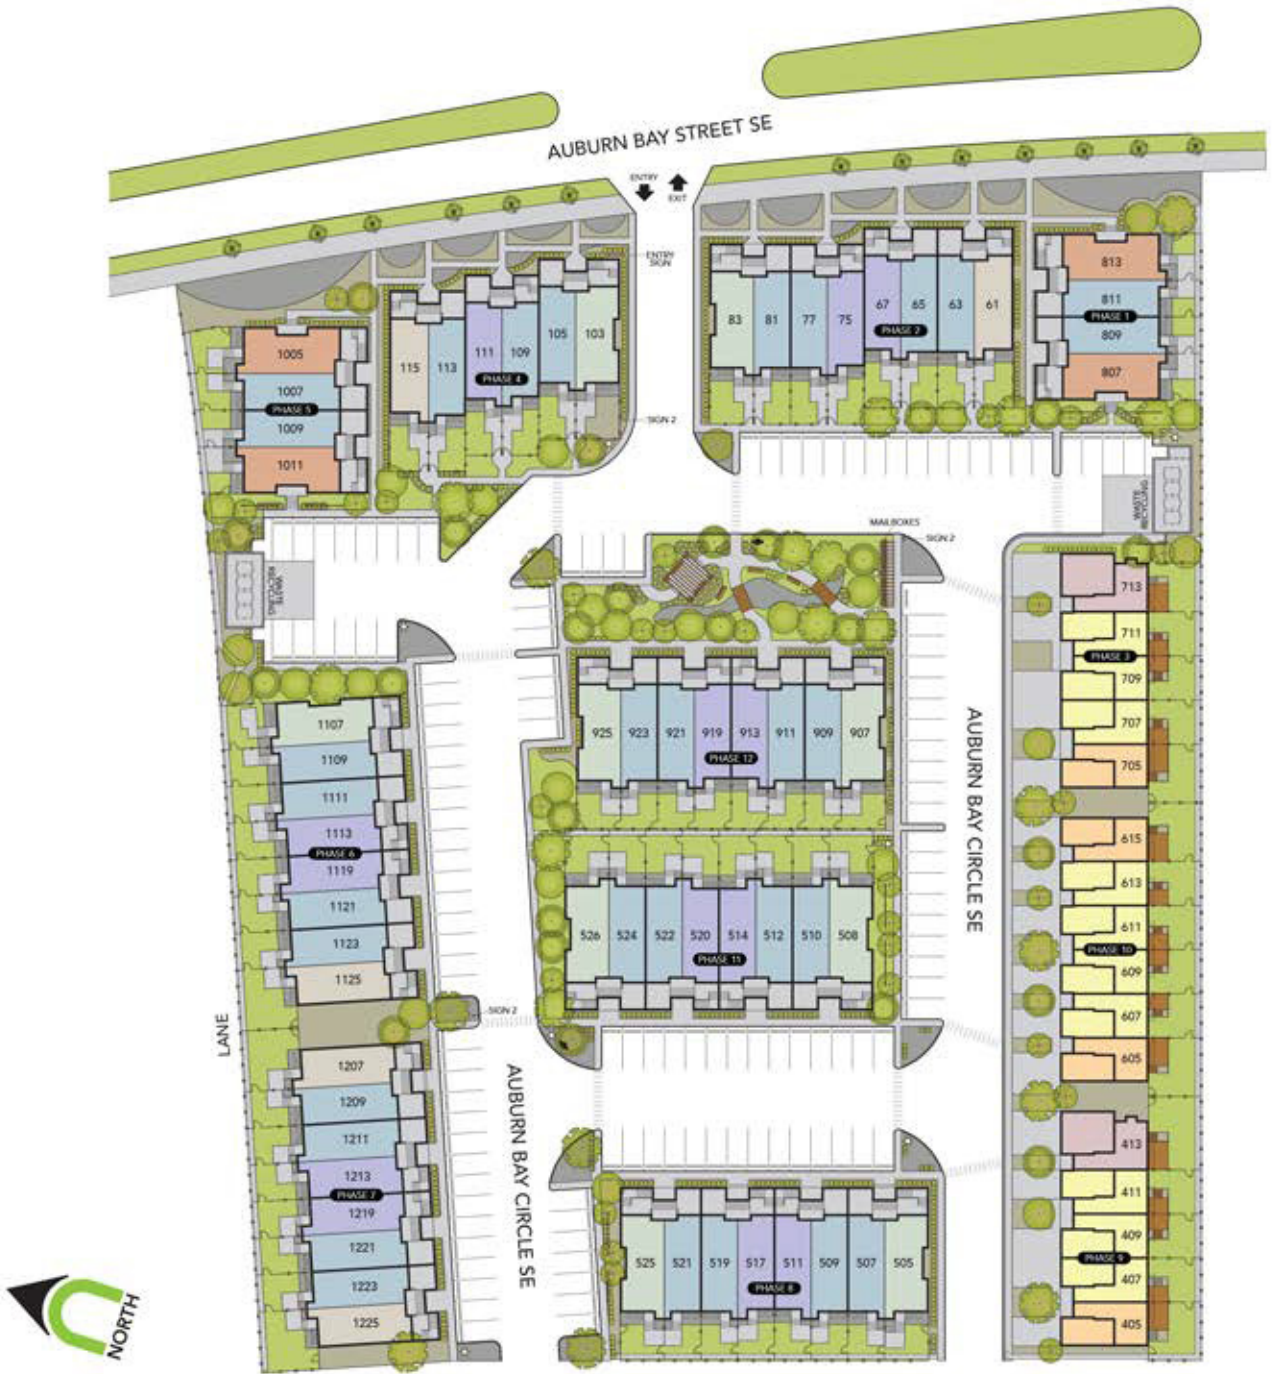 AUBURN BAY STREET SE
ENTRY
EXIT
ENTRY
SIGN
SIGN 2
813
811
PHASE 1
809
807
83
81
77
75
67
65
63
61
PHASE 2
115
113
111
109
105
103
PHASE 4
1005
1007
PHASE 5
1009
1011
WASTE
RECYCLING
WASTE
RECYCLING
MAILBOXES
SIGN 2
713
711
PHASE 3
709
707
705
925
923
921
919
913
911
909
907
PHASE 12
AUBURN BAY CIRCLE SE
1107
1109
1111
1113
PHASE 6
1119
1121
1123
1125
615
613
611
PHASE 10
609
607
605
526
524
522
520
514
512
510
508
PHASE 11
SIGN 2
LANE
1207
1209
1211
1213
PHASE 7
1219
1221
1223
1225
AUBURN BAY CIRCLE SE
413
411
409
PHASE 9
407
405
525
521
519
517
511
509
507
505
PHASE 8
NORTH